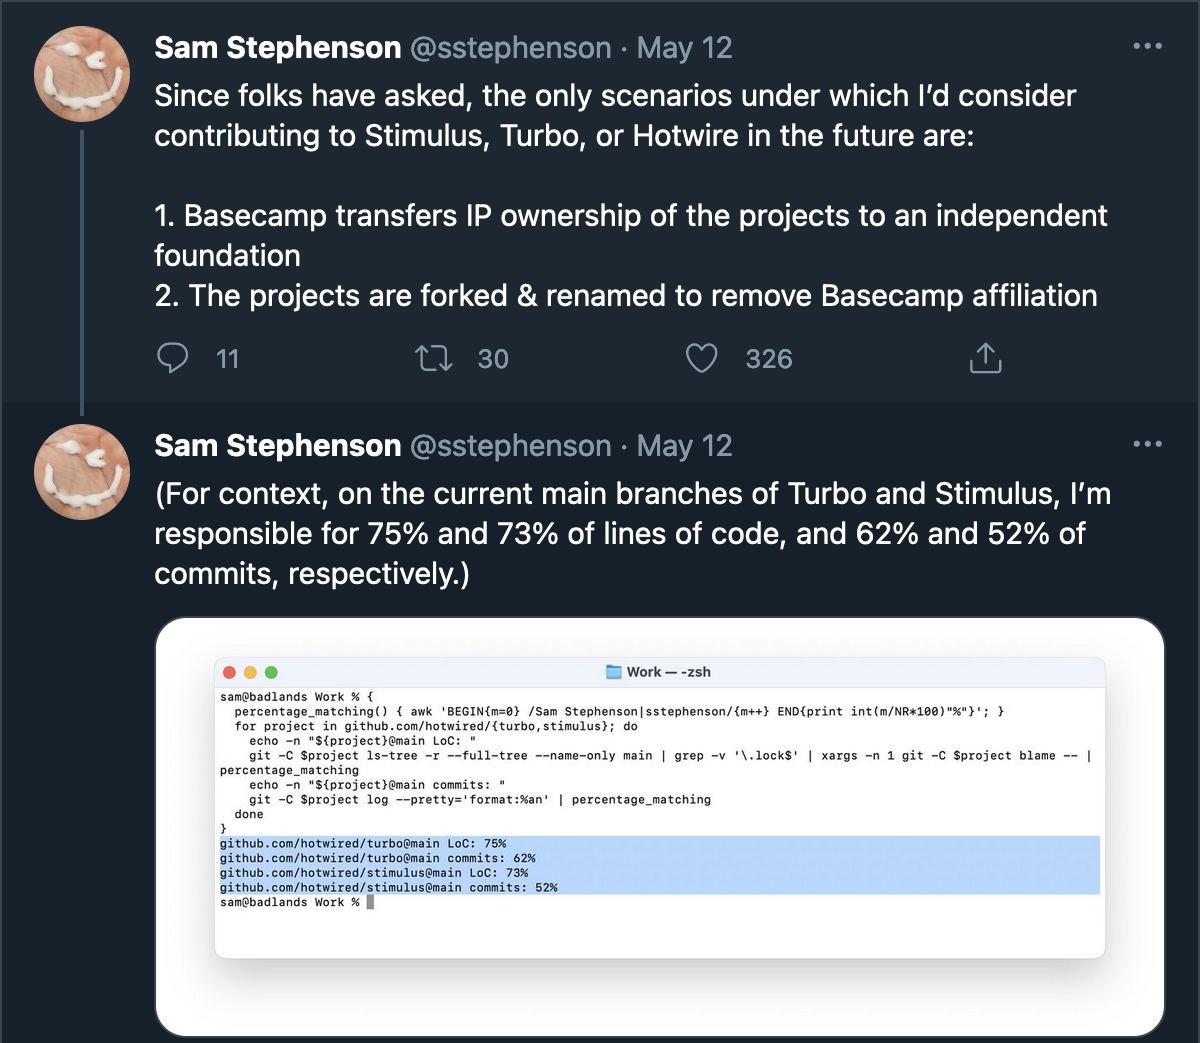 Sam Stephenson @sstephenson · May 12
Since folks have asked, the only scenarios under which I’d consider
contributing to Stimulus, Turbo, or Hotwire in the future are:
1. Basecamp transfers IP ownership of the projects to an independent
foundation
2. The projects are forked & renamed to remove Basecamp affiliation
11 30 326
Sam Stephenson @sstephenson · May 12
(For context, on the current main branches of Turbo and Stimulus, I’m
responsible for 75% and 73% of lines of code, and 62% and 52% of
commits, respectively.)
Work — -zsh
sam@badlands Work % {
  percentage_matching() { awk 'BEGIN{m=0} /Sam Stephenson|sstephenson/{m++} END{print int(m/NR*100)"%"}'; }
  for project in github.com/hotwired/{turbo,stimulus}; do
    echo -n "${project}@main LoC: "
    git -C $project ls-tree -r --full-tree --name-only main | grep -v '\.lock$' | xargs -n 1 git -C $project blame -- |
percentage_matching
    echo -n "${project}@main commits: "
    git -C $project log --pretty='format:%an' | percentage_matching
  done
}
github.com/hotwired/turbo@main LoC: 75%
github.com/hotwired/turbo@main commits: 62%
github.com/hotwired/stimulus@main LoC: 73%
github.com/hotwired/stimulus@main commits: 52%
sam@badlands Work %